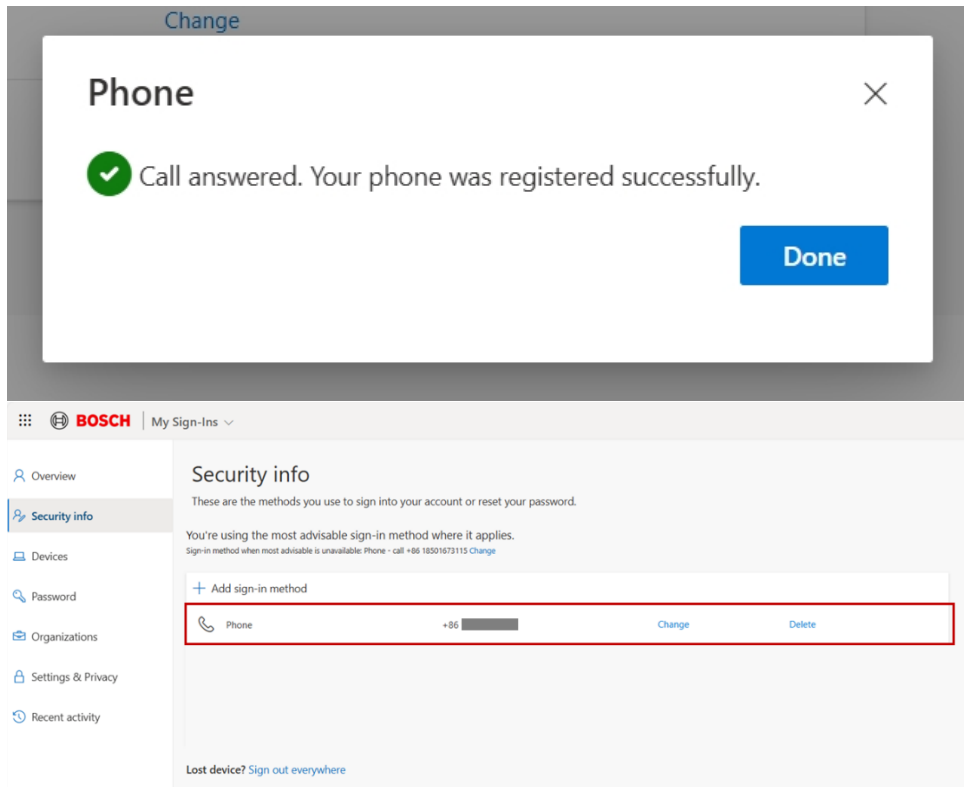 Change
Phone
Call answered. Your phone was registered successfully.
Done
BOSCH My Sign-Ins
Overview
Security info
Devices
Password
Organizations
Settings & Privacy
Recent activity
Security info
These are the methods you use to sign into your account or reset your password.
You're using the most advisable sign-in method where it applies.
Sign-in method when most advisable is unavailable: Phone - call +86 18501673115 Change
Add sign-in method
Phone +86 Change Delete
Lost device? Sign out everywhere